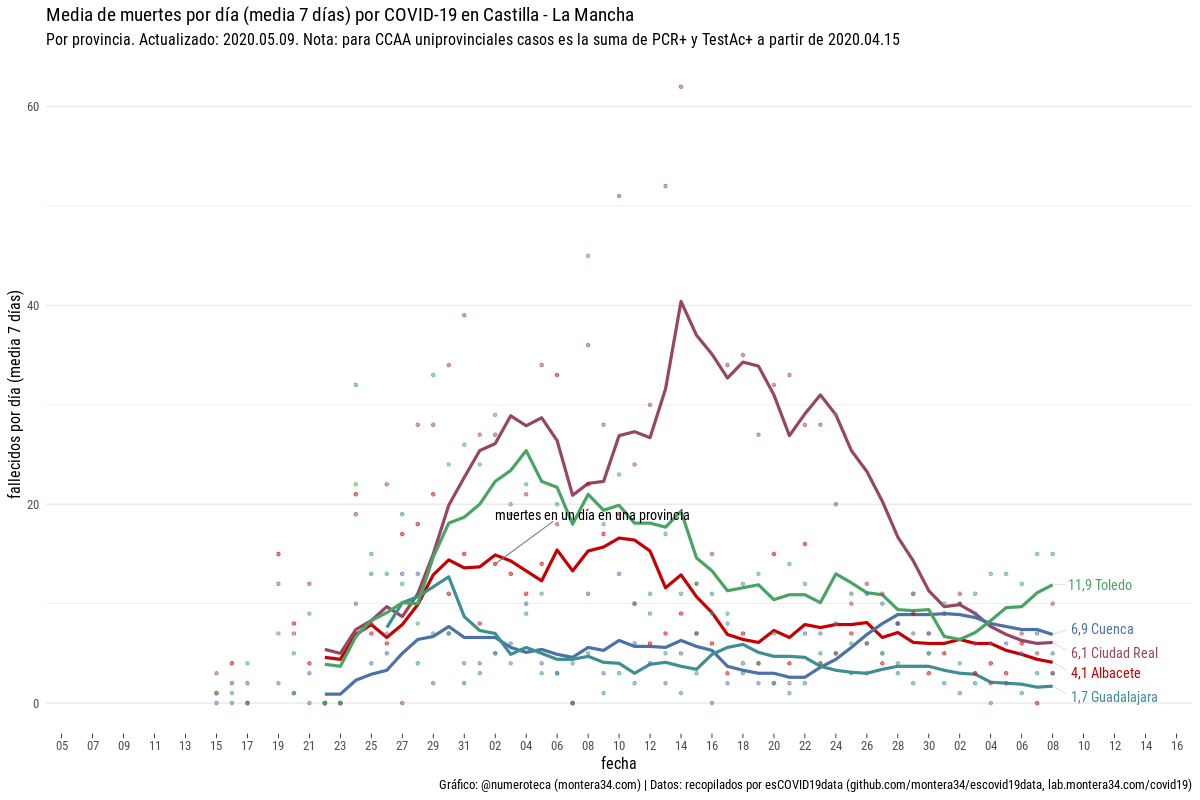 Media de muertes por día (media 7 días) por COVID-19 en Castilla - La Mancha
Por provincia. Actualizado: 2020.05.09. Nota: para CCAA uniprovinciales casos es la suma de PCR+ y TestAc+ a partir de 2020.04.15
fallecidos por día (media 7 días)
60
40
20
0
muertes en un día en una provincia
11,9 Toledo
6,9 Cuenca
6,1 Ciudad Real
4,1 Albacete
1,7 Guadalajara
05 07 09 11 13 15 17 19 21 23 25 27 29 31 02 04 06 08 10 12 14 16 18 20 22 24 26 28 30 02 04 06 08 10 12 14 16
fecha
Gráfico: @numeroteca (montera34.com) | Datos: recopilados por esCOVID19data (github.com/montera34/escovid19data, lab.montera34.com/covid19)